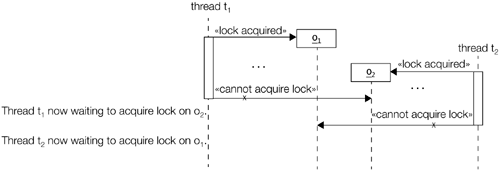 thread t1
«lock acquired»
o1
thread t2
. . .
o2
«lock acquired»
. . .
«cannot acquire lock»
Thread t1 now waiting to acquire lock on o2.
«cannot acquire lock»
Thread t2 now waiting to acquire lock on o1.